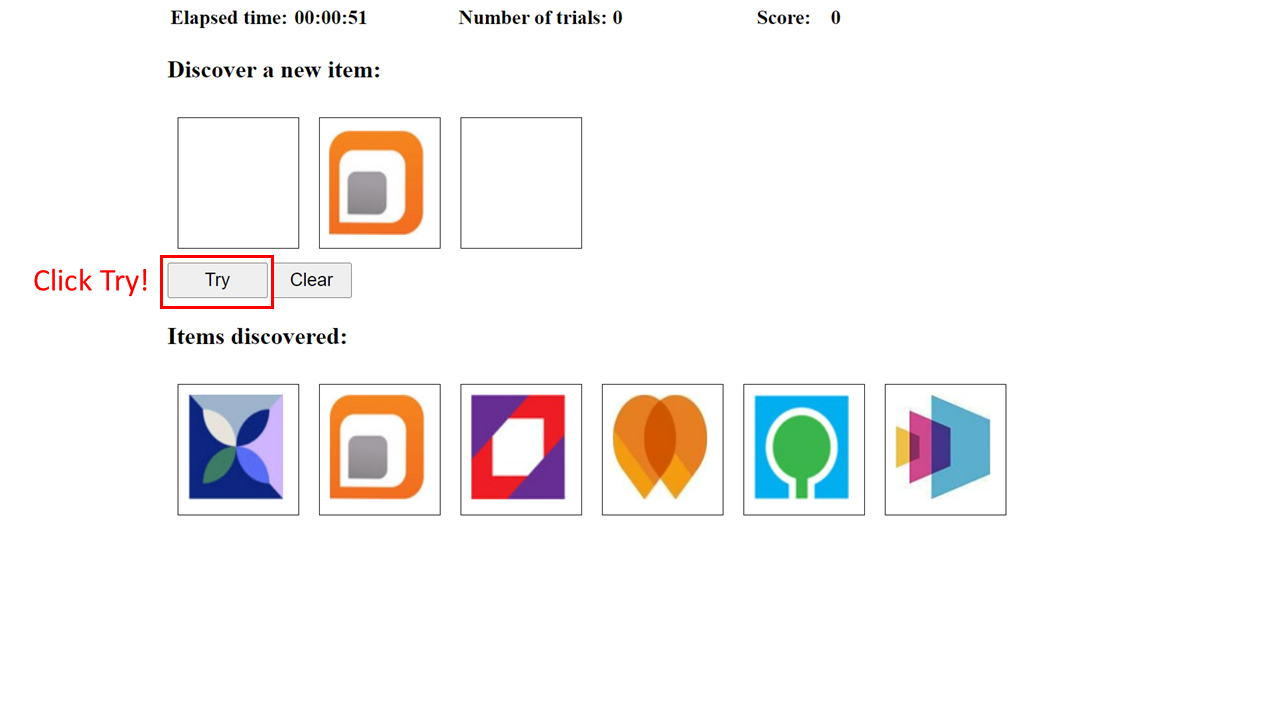 Elapsed time: 00:00:51 Number of trials: 0 Score: 0
Discover a new item:
Click Try! Try Clear
Items discovered: